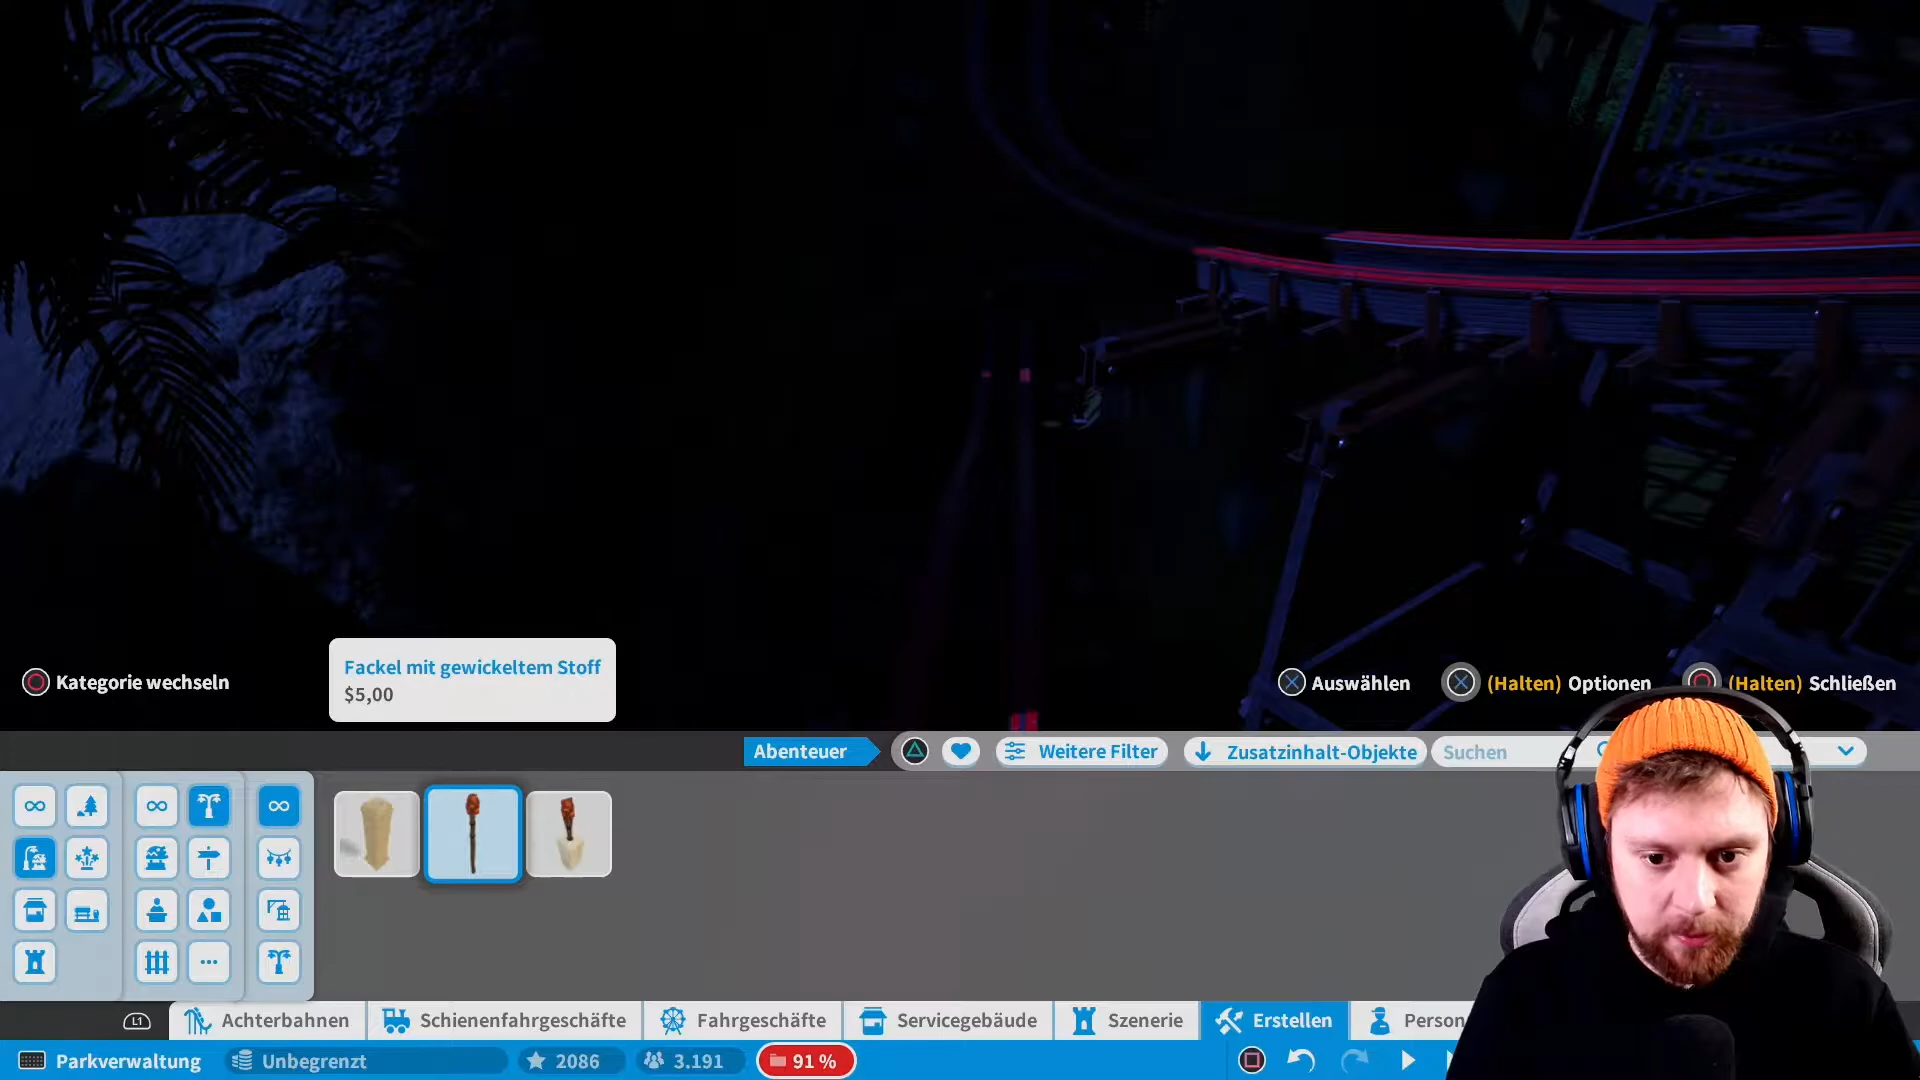 Fackel mit gewickeltem Stoff
$5,00
Kategorie wechseln
Auswählen
(Halten) Optionen
(Halten) Schließen
Abenteuer
Weitere Filter
Zusatzinhalt-Objekte
Suchen
L1
Achterbahnen
Schienenfahrgeschäfte
Fahrgeschäfte
Servicegebäude
Szenerie
Erstellen
Person
Parkverwaltung
Unbegrenzt
2086
3.191
91 %